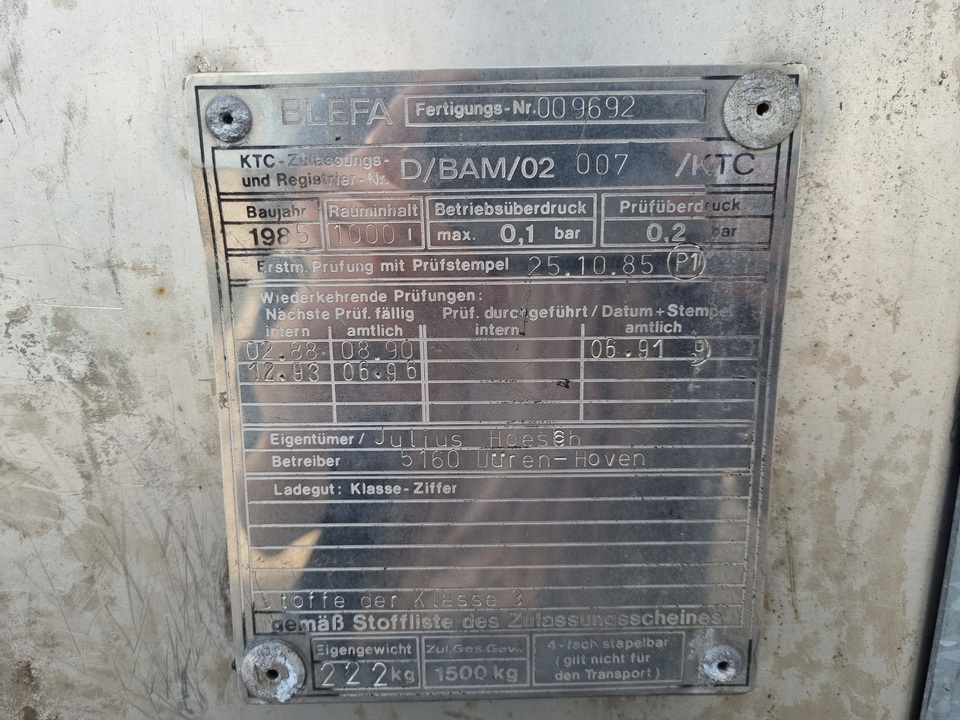 BLEFA Fertigungs-Nr. 009692
KTC-Zulassungs-
und Registrier-Nr. D/BAM/02 007 /KTC
Baujahr Rauminhalt Betriebsüberdruck Prüfüberdruck
1985 1000 l max. 0,1 bar 0,2 bar
Erstm. Prüfung mit Prüfstempel 25.10.85 P1
Wiederkehrende Prüfungen:
Nächste Prüf. fällig Prüf. durchgeführt / Datum + Stempel
intern amtlich intern amtlich
02.88 08.90 06.91
12.93 06.96
Eigentümer / Julius Hoesch
Betreiber 5160 Düren-Hoven
Ladegut: Klasse-Ziffer
Stoffe der Klasse 3
gemäß Stoffliste des Zulassungsscheines
Eigengewicht Zul. Ges. Gew. 4-fach stapelbar
222 kg 1500 kg ( gilt nicht für
den Transport )